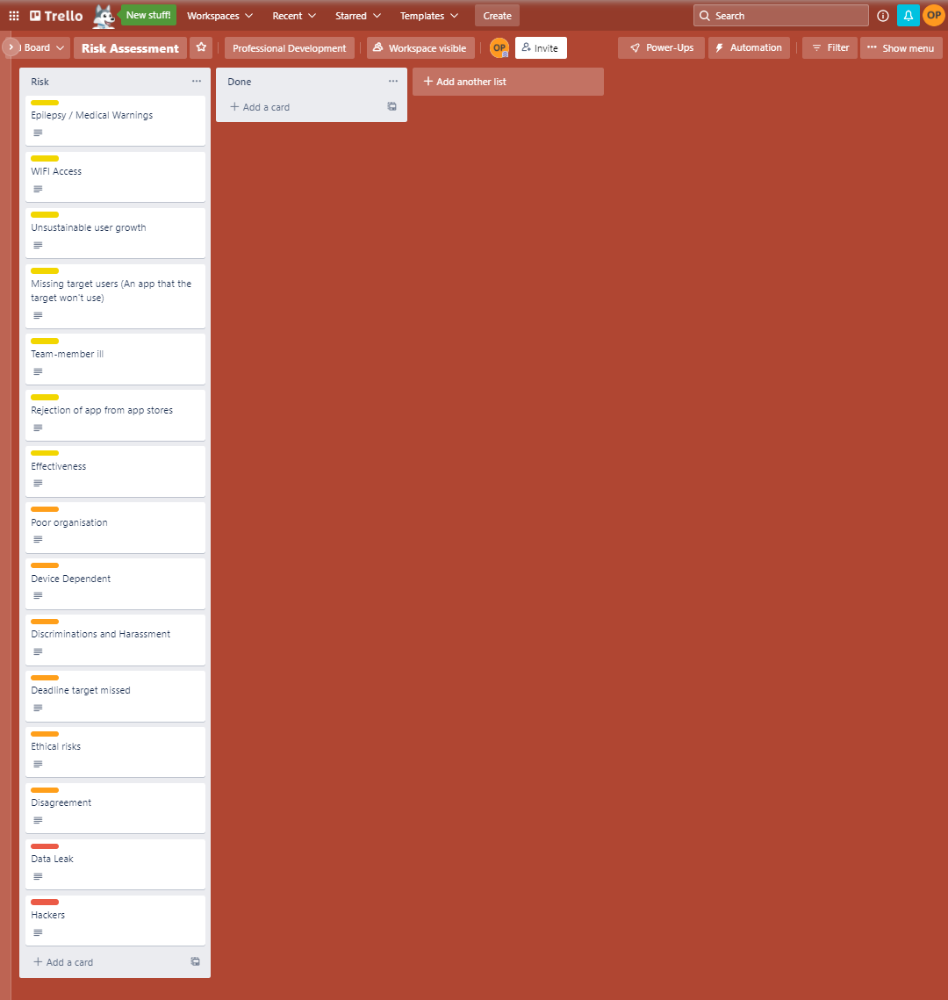 Trello
New stuff!
Workspaces
Recent
Starred
Templates
Create
Search
OP
Board
Risk Assessment
Professional Development
Workspace visible
OP
Invite
Power-Ups
Automation
Filter
Show menu
Risk
Epilepsy / Medical Warnings
WIFI Access
Unsustainable user growth
Missing target users (An app that the
target won't use)
Team-member ill
Rejection of app from app stores
Effectiveness
Poor organisation
Device Dependent
Discriminations and Harassment
Deadline target missed
Ethical risks
Disagreement
Data Leak
Hackers
+ Add a card
Done
+ Add a card
+ Add another list